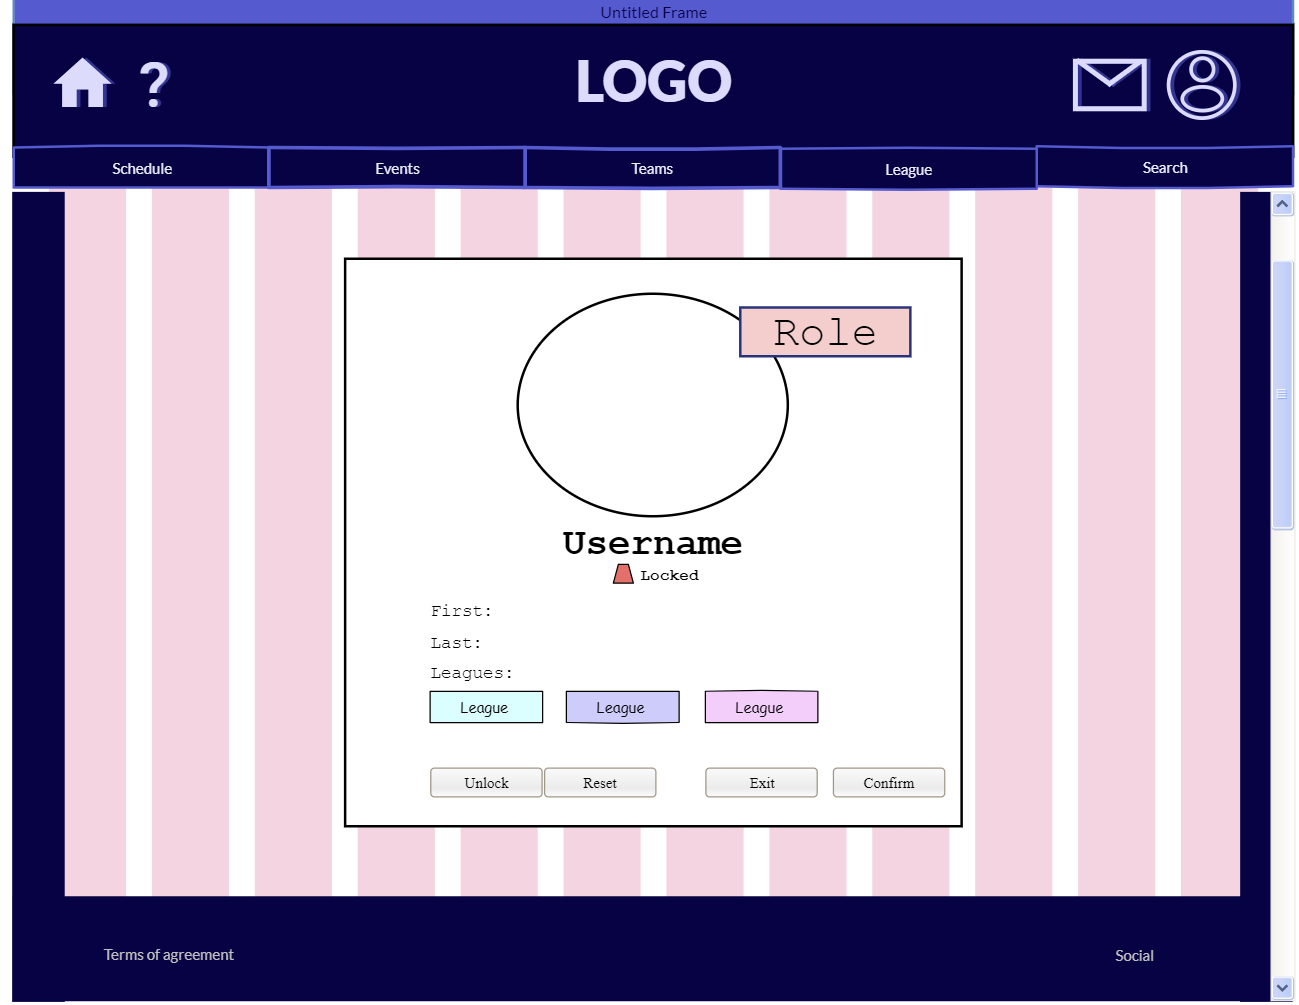 Untitled Frame
?
LOGO
Schedule
Events
Teams
League
Search
Role
Username
Locked
First:
Last:
Leagues:
League
League
League
Unlock
Reset
Exit
Confirm
Terms of agreement
Social